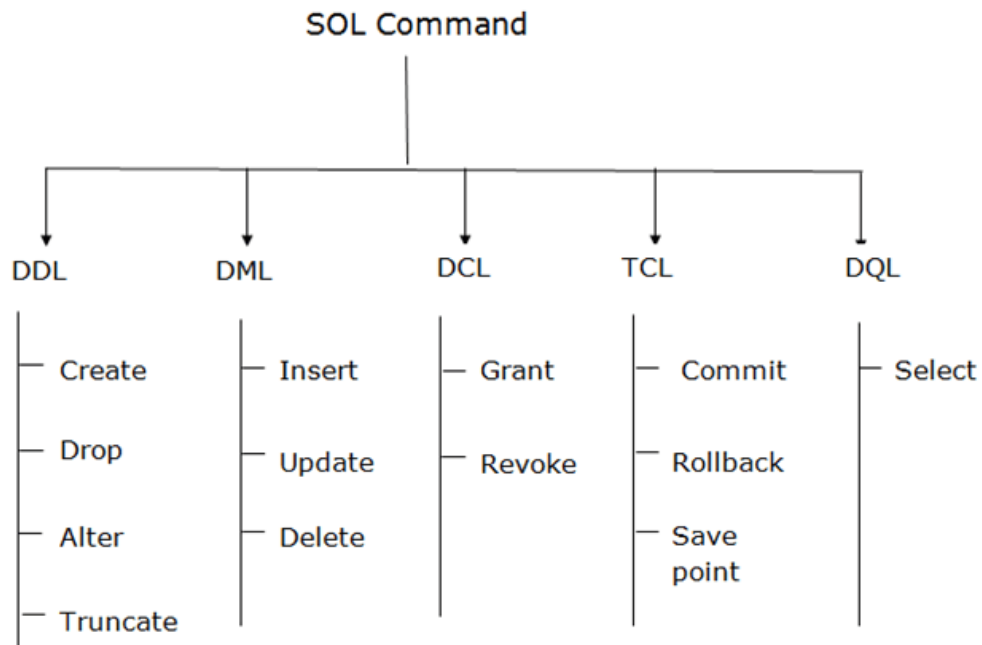 SOL Command
DDL
DML
DCL
TCL
DQL
Create
Drop
Alter
Truncate
Insert
Update
Delete
Grant
Revoke
Commit
Rollback
Save
point
Select